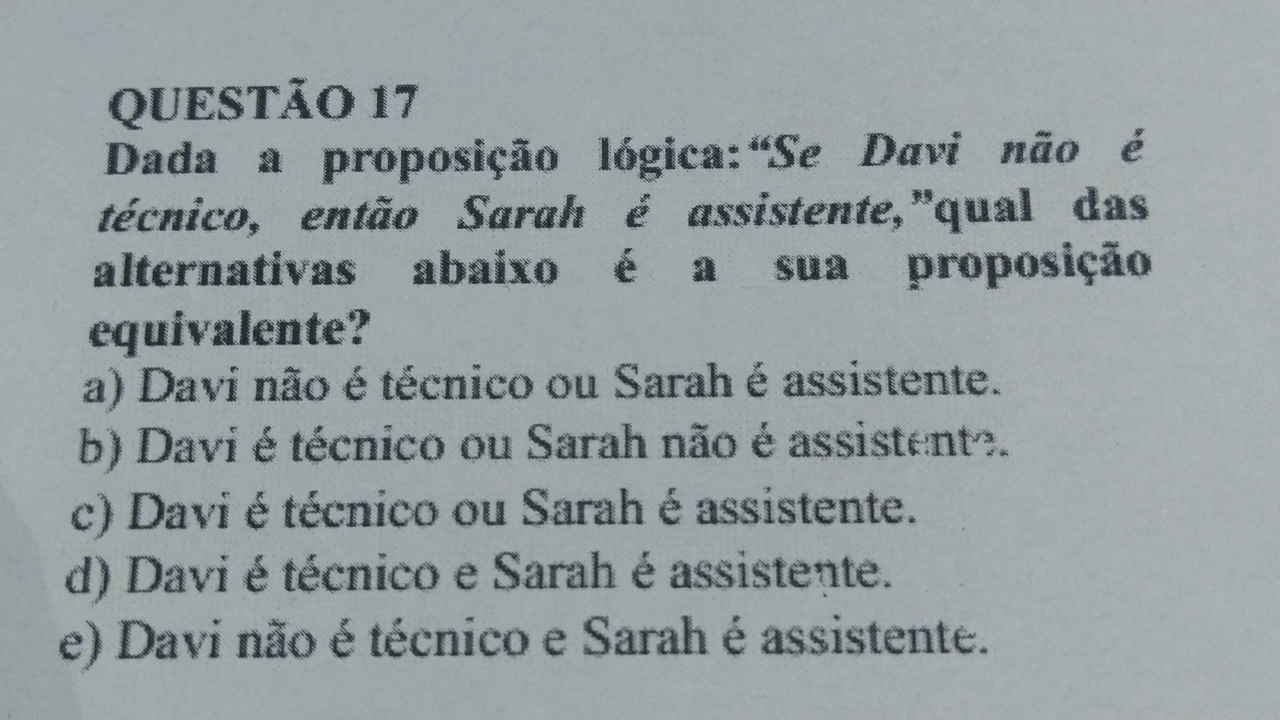 QUESTÃO 17
Dada a proposição lógica:“Se Davi não é
técnico, então Sarah é assistente,”qual das
alternativas abaixo é a sua proposição
equivalente?
a) Davi não é técnico ou Sarah é assistente.
b) Davi é técnico ou Sarah não é assistente.
c) Davi é técnico ou Sarah é assistente.
d) Davi é técnico e Sarah é assistente.
e) Davi não é técnico e Sarah é assistente.